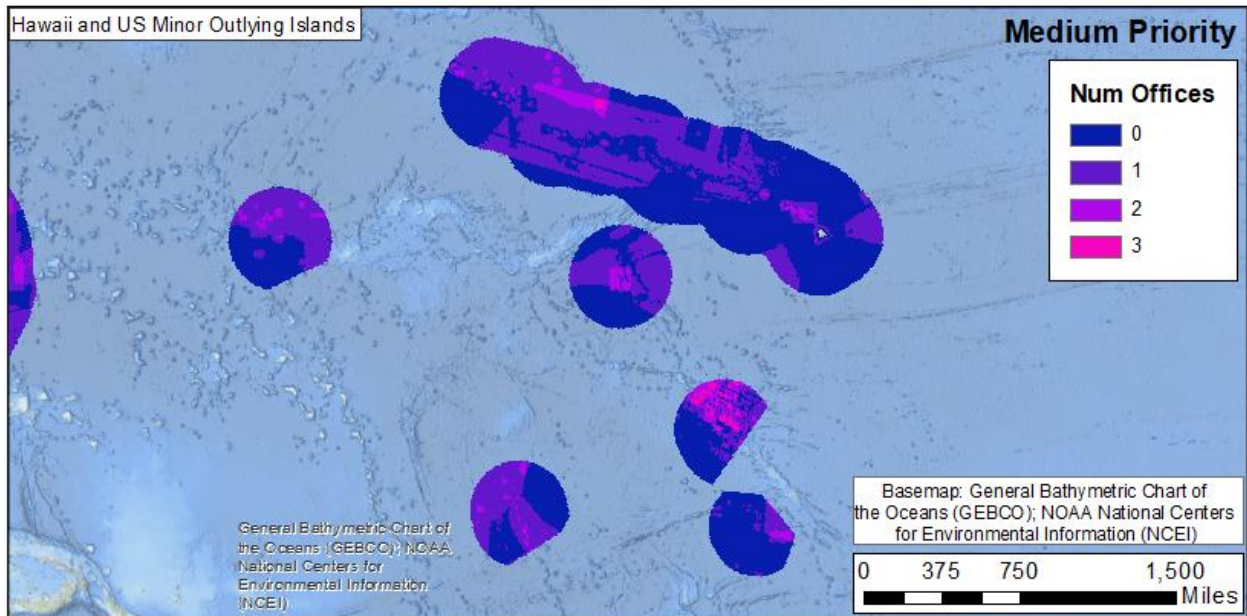 Hawaii and US Minor Outlying Islands
Medium Priority
Num Offices
0
1
2
3
General Bathymetric Chart of
the Oceans (GEBCO); NOAA
National Centers for
Environmental Information
(NCEI)
Basemap: General Bathymetric Chart of
the Oceans (GEBCO); NOAA National Centers
for Environmental Information (NCEI)
0 375 750 1,500
Miles